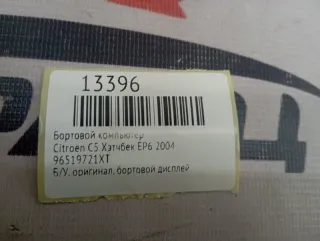 13396
Бортовой компьютер
Citroen C5 Хэтчбек EP6 2004
96519721XT
Б/У, оригинал, бортовой дисплей